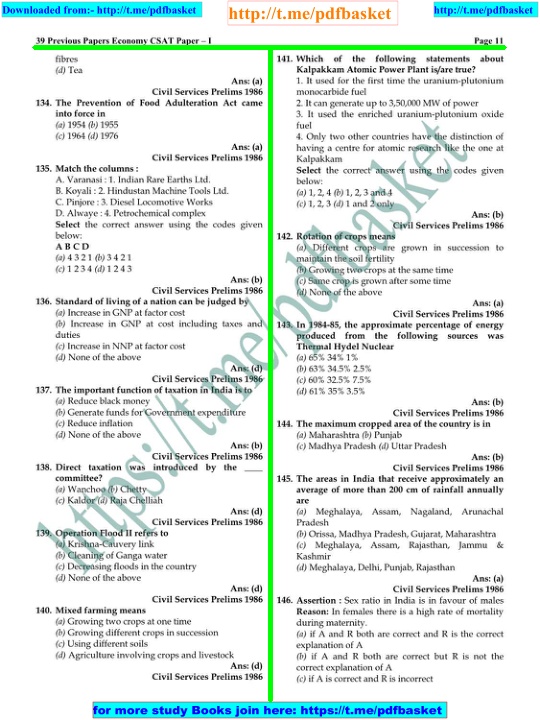 Downloaded from:- http://t.me/pdfbasket
http://t.me/pdfbasket
http://t.me/pdfbasket
39 Previous Papers Economy CSAT Paper – I
Page 11
fibres
(d) Tea
Ans: (a)
Civil Services Prelims 1986
134. The Prevention of Food Adulteration Act came
into force in
(a) 1954 (b) 1955
(c) 1964 (d) 1976
Ans: (a)
Civil Services Prelims 1986
135. Match the columns :
A. Varanasi : 1. Indian Rare Earths Ltd.
B. Koyali : 2. Hindustan Machine Tools Ltd.
C. Pinjore : 3. Diesel Locomotive Works
D. Alwaye : 4. Petrochemical complex
Select the correct answer using the codes given
below:
A B C D
(a) 4 3 2 1 (b) 3 4 2 1
(c) 1 2 3 4 (d) 1 2 4 3
Ans: (b)
Civil Services Prelims 1986
136. Standard of living of a nation can be judged by
(a) Increase in GNP at factor cost
(b) Increase in GNP at cost including taxes and
duties
(c) Increase in NNP at factor cost
(d) None of the above
Ans: (d)
Civil Services Prelims 1986
137. The important function of taxation in India is to
(a) Reduce black money
(b) Generate funds for Government expenditure
(c) Reduce inflation
(d) None of the above
Ans: (b)
Civil Services Prelims 1986
138. Direct taxation was introduced by the ____
committee?
(a) Wanchoo (b) Chetty
(c) Kaldor (d) Raja Chelliah
Ans: (d)
Civil Services Prelims 1986
139. Operation Flood II refers to
(a) Krishna-Cauvery link
(b) Cleaning of Ganga water
(c) Decreasing floods in the country
(d) None of the above
Ans: (d)
Civil Services Prelims 1986
140. Mixed farming means
(a) Growing two crops at one time
(b) Growing different crops in succession
(c) Using different soils
(d) Agriculture involving crops and livestock
Ans: (d)
Civil Services Prelims 1986
141. Which of the following statements about
Kalpakkam Atomic Power Plant is/are true?
1. It used for the first time the uranium-plutonium
monocarbide fuel
2. It can generate up to 3,50,000 MW of power
3. It used the enriched uranium-plutonium oxide
fuel
4. Only two other countries have the distinction of
having a centre for atomic research like the one at
Kalpakkam
Select the correct answer using the codes given
below:
(a) 1, 2, 4 (b) 1, 2, 3 and 4
(c) 1, 2, 3 (d) 1 and 2 only
Ans: (b)
Civil Services Prelims 1986
142. Rotation of crops means
(a) Different crops are grown in succession to
maintain the soil fertility
(b) Growing two crops at the same time
(c) Same crop is grown after some time
(d) None of the above
Ans: (a)
Civil Services Prelims 1986
143. In 1984-85, the approximate percentage of energy
produced from the following sources was
Thermal Hydel Nuclear
(a) 65% 34% 1%
(b) 63% 34.5% 2.5%
(c) 60% 32.5% 7.5%
(d) 61% 35% 3.5%
Ans: (b)
Civil Services Prelims 1986
144. The maximum cropped area of the country is in
(a) Maharashtra (b) Punjab
(c) Madhya Pradesh (d) Uttar Pradesh
Ans: (b)
Civil Services Prelims 1986
145. The areas in India that receive approximately an
average of more than 200 cm of rainfall annually
are
(a) Meghalaya, Assam, Nagaland, Arunachal
Pradesh
(b) Orissa, Madhya Pradesh, Gujarat, Maharashtra
(c) Meghalaya, Assam, Rajasthan, Jammu &
Kashmir
(d) Meghalaya, Delhi, Punjab, Rajasthan
Ans: (a)
Civil Services Prelims 1986
146. Assertion : Sex ratio in India is in favour of males
Reason: In females there is a high rate of mortality
during maternity.
(a) if A and R both are correct and R is the correct
explanation of A
(b) if A and R both are correct but R is not the
correct explanation of A
(c) if A is correct and R is incorrect
https://t.me/pdfbasket
for more study Books join here: https://t.me/pdfbasket